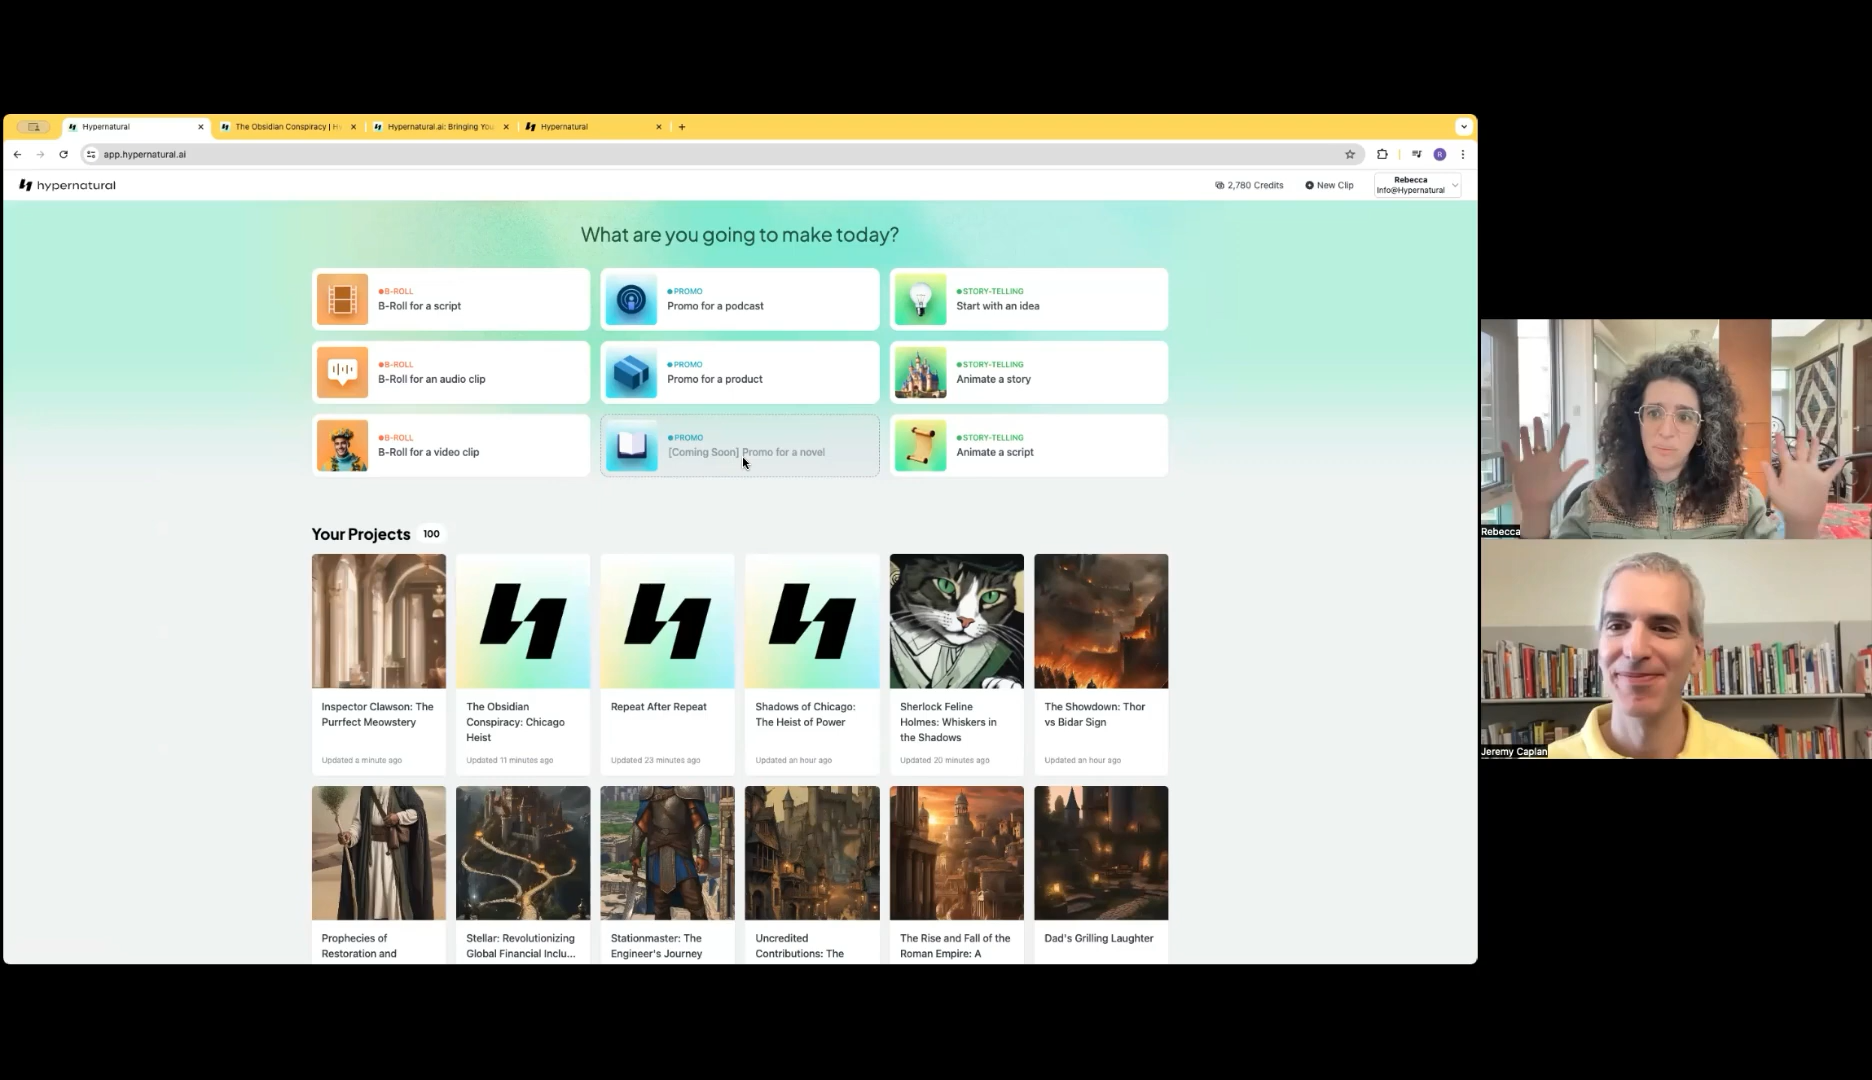 Hypernatural
The Obsidian Conspiracy | Hy
Hypernatural.ai: Bringing You
Hypernatural
app.hypernatural.ai
hypernatural
2,780 Credits
New Clip
Rebecca
Info@Hypernatural
R
What are you going to make today?
B-ROLL
B-Roll for a script
PROMO
Promo for a podcast
STORY-TELLING
Start with an idea
B-ROLL
B-Roll for an audio clip
PROMO
Promo for a product
STORY-TELLING
Animate a story
B-ROLL
B-Roll for a video clip
PROMO
[Coming Soon] Promo for a novel
STORY-TELLING
Animate a script
Your Projects 100
Inspector Clawson: The
Purrfect Meowstery
Updated a minute ago
The Obsidian
Conspiracy: Chicago
Heist
Updated 11 minutes ago
Repeat After Repeat
Updated 23 minutes ago
Shadows of Chicago:
The Heist of Power
Updated an hour ago
Sherlock Feline
Holmes: Whiskers in
the Shadows
Updated 20 minutes ago
The Showdown: Thor
vs Bidar Sign
Updated an hour ago
Prophecies of
Restoration and
Stellar: Revolutionizing
Global Financial Inclu...
Stationmaster: The
Engineer's Journey
Uncredited
Contributions: The
The Rise and Fall of the
Roman Empire: A
Dad's Grilling Laughter
Rebecca
Jeremy Caplan